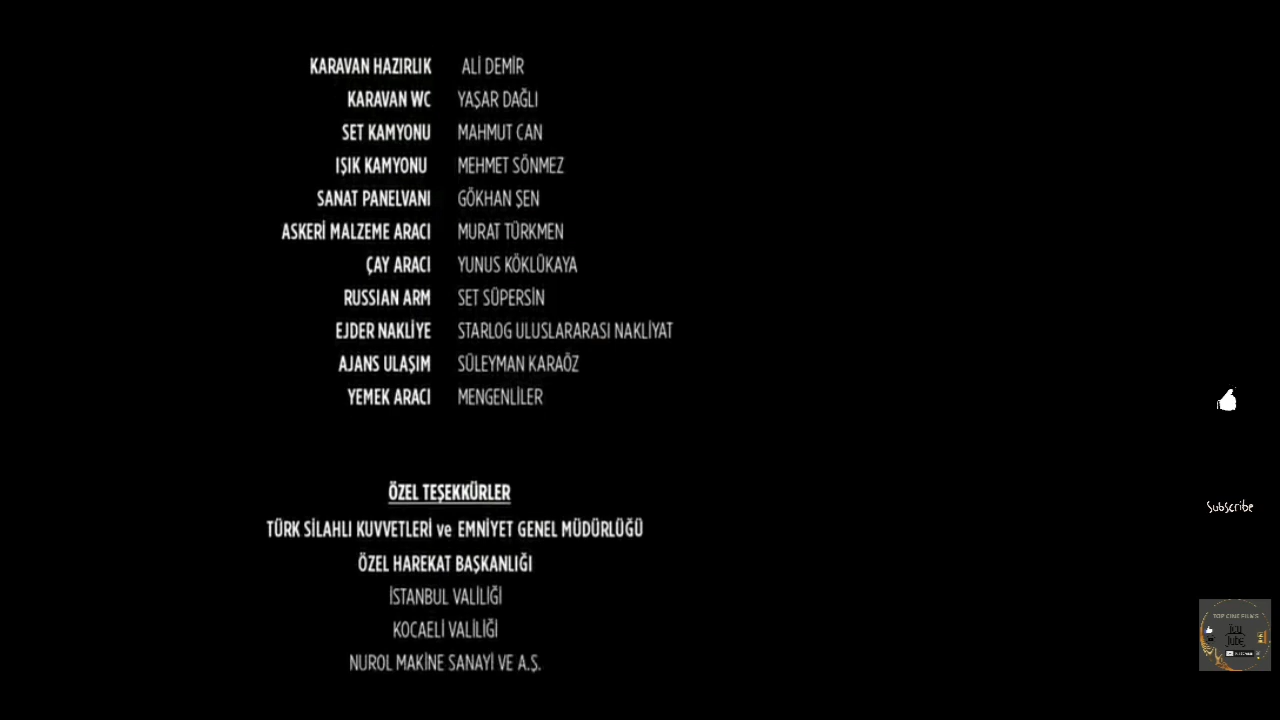 KARAVAN HAZIRLIK ALİ DEMİR
KARAVAN WC YAŞAR DAĞLI
SET KAMYONU MAHMUT CAN
IŞIK KAMYONU MEHMET SÖNMEZ
SANAT PANELVANI GÖKHAN ŞEN
ASKERİ MALZEME ARACI MURAT TÜRKMEN
ÇAY ARACI YUNUS KÖKLÜKAYA
RUSSIAN ARM SET SÜPERSİN
EJDER NAKLİYE STARLOG ULUSLARARASI NAKLİYAT
AJANS ULAŞIM SÜLEYMAN KARAÖZ
YEMEK ARACI MENGENLİLER
ÖZEL TEŞEKKÜRLER
TÜRK SİLAHLI KUVVETLERİ ve EMNİYET GENEL MÜDÜRLÜĞÜ
ÖZEL HAREKAT BAŞKANLIĞI
İSTANBUL VALİLİĞİ
KOCAELİ VALİLİĞİ
NUROL MAKİNE SANAYİ VE A.Ş.
Subscribe